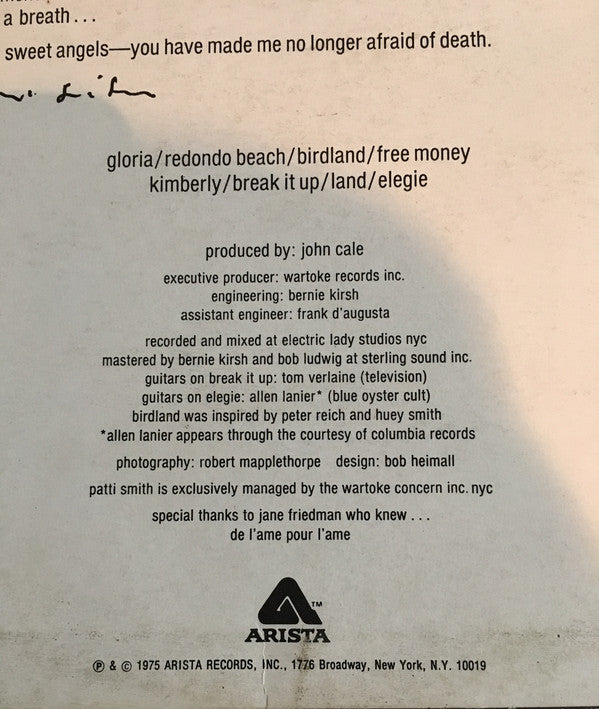 a breath...
sweet angels—you have made me no longer afraid of death.
gloria/redondo beach/birdland/free money
kimberly/break it up/land/elegie
produced by: john cale
executive producer: wartoke records inc.
engineering: bernie kirsh
assistant engineer: frank d'augusta
recorded and mixed at electric lady studios nyc
mastered by bernie kirsh and bob ludwig at sterling sound inc.
guitars on break it up: tom verlaine (television)
guitars on elegie: allen lanier* (blue oyster cult)
birdland was inspired by peter reich and huey smith
*allen lanier appears through the courtesy of columbia records
photography: robert mapplethorpe design: bob heimall
patti smith is exclusively managed by the wartoke concern inc. nyc
special thanks to jane friedman who knew...
de l'ame pour l'ame
TM
ARISTA
℗ & © 1975 ARISTA RECORDS, INC., 1776 Broadway, New York, N.Y. 10019